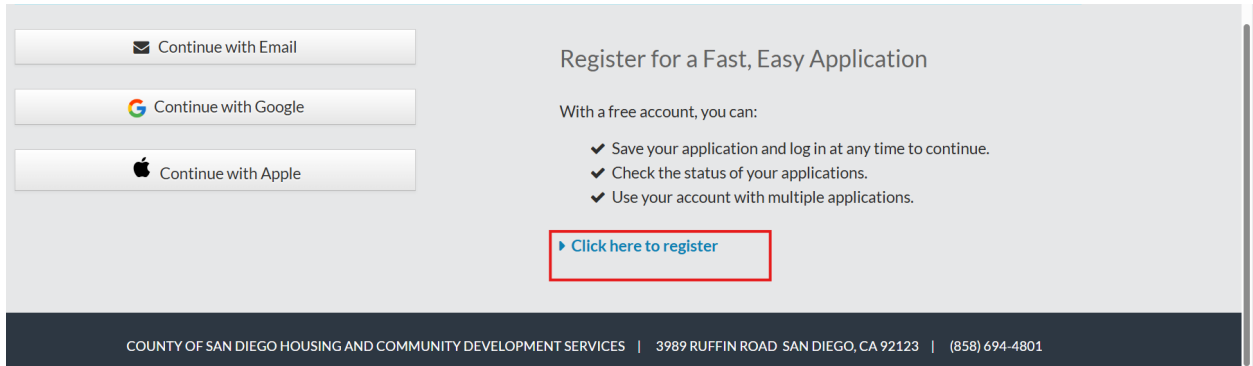 Continue with Email
Continue with Google
Continue with Apple
Register for a Fast, Easy Application
With a free account, you can:
Save your application and log in at any time to continue.
Check the status of your applications.
Use your account with multiple applications.
Click here to register
COUNTY OF SAN DIEGO HOUSING AND COMMUNITY DEVELOPMENT SERVICES | 3989 RUFFIN ROAD SAN DIEGO, CA 92123 | (858) 694-4801